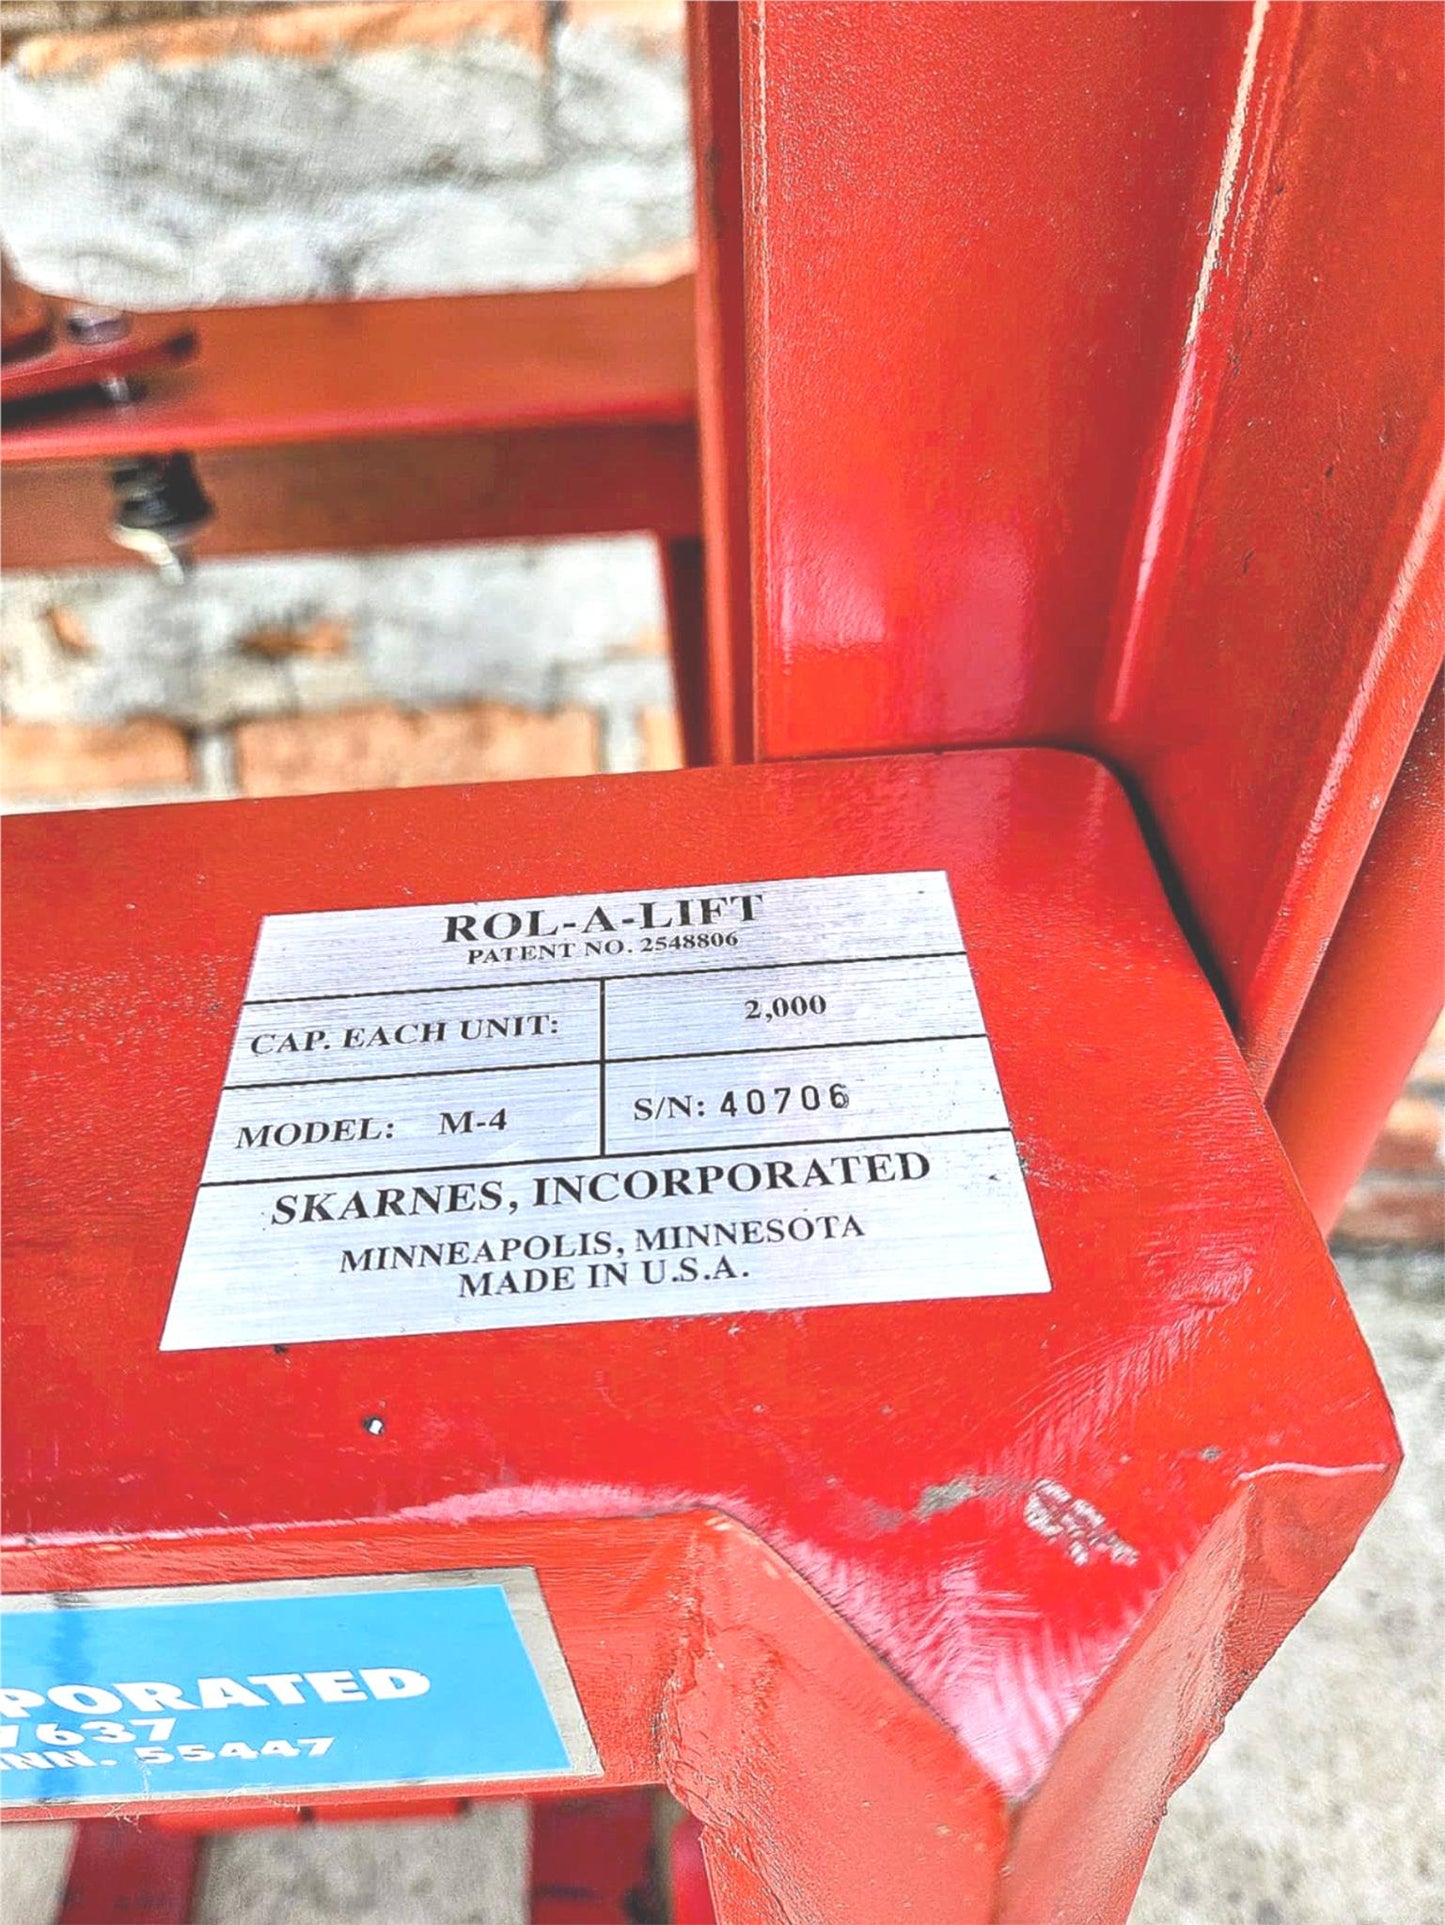 ROL-A-LIFT
PATENT NO. 2548806
CAP. EACH UNIT: 2,000
MODEL: M-4 S/N: 40706
SKARNES, INCORPORATED
MINNEAPOLIS, MINNESOTA
MADE IN U.S.A.
PORATED
7637
NN. 55447